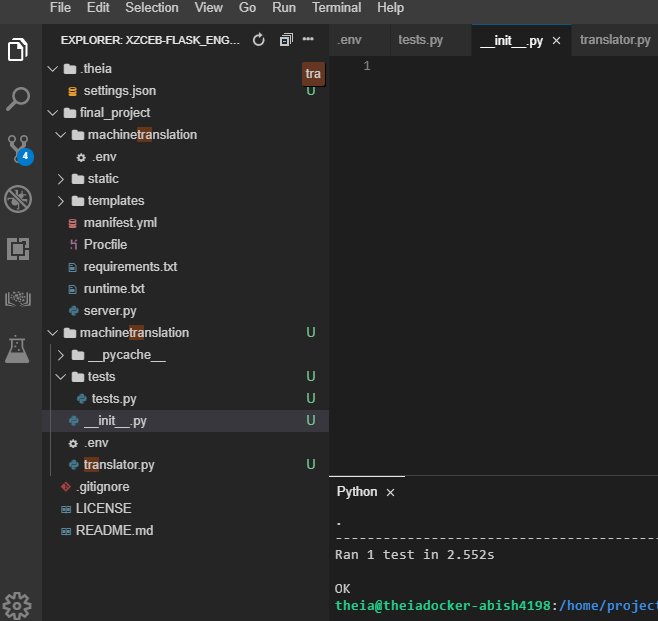 File Edit Selection View Go Run Terminal Help
EXPLORER: XZCEB-FLASK_ENG...
.env tests.py __init__.py translator.py
.theia
tra
settings.json U
final_project
machinetranslation
.env
static
templates
manifest.yml
Procfile
requirements.txt
runtime.txt
server.py
machinetranslation U
__pycache__
tests U
tests.py U
__init__.py U
.env
translator.py U
.gitignore
LICENSE
README.md
4
1
Python
.
----------------------------------------
Ran 1 test in 2.552s
OK
theia@theiadocker-abish4198:/home/project